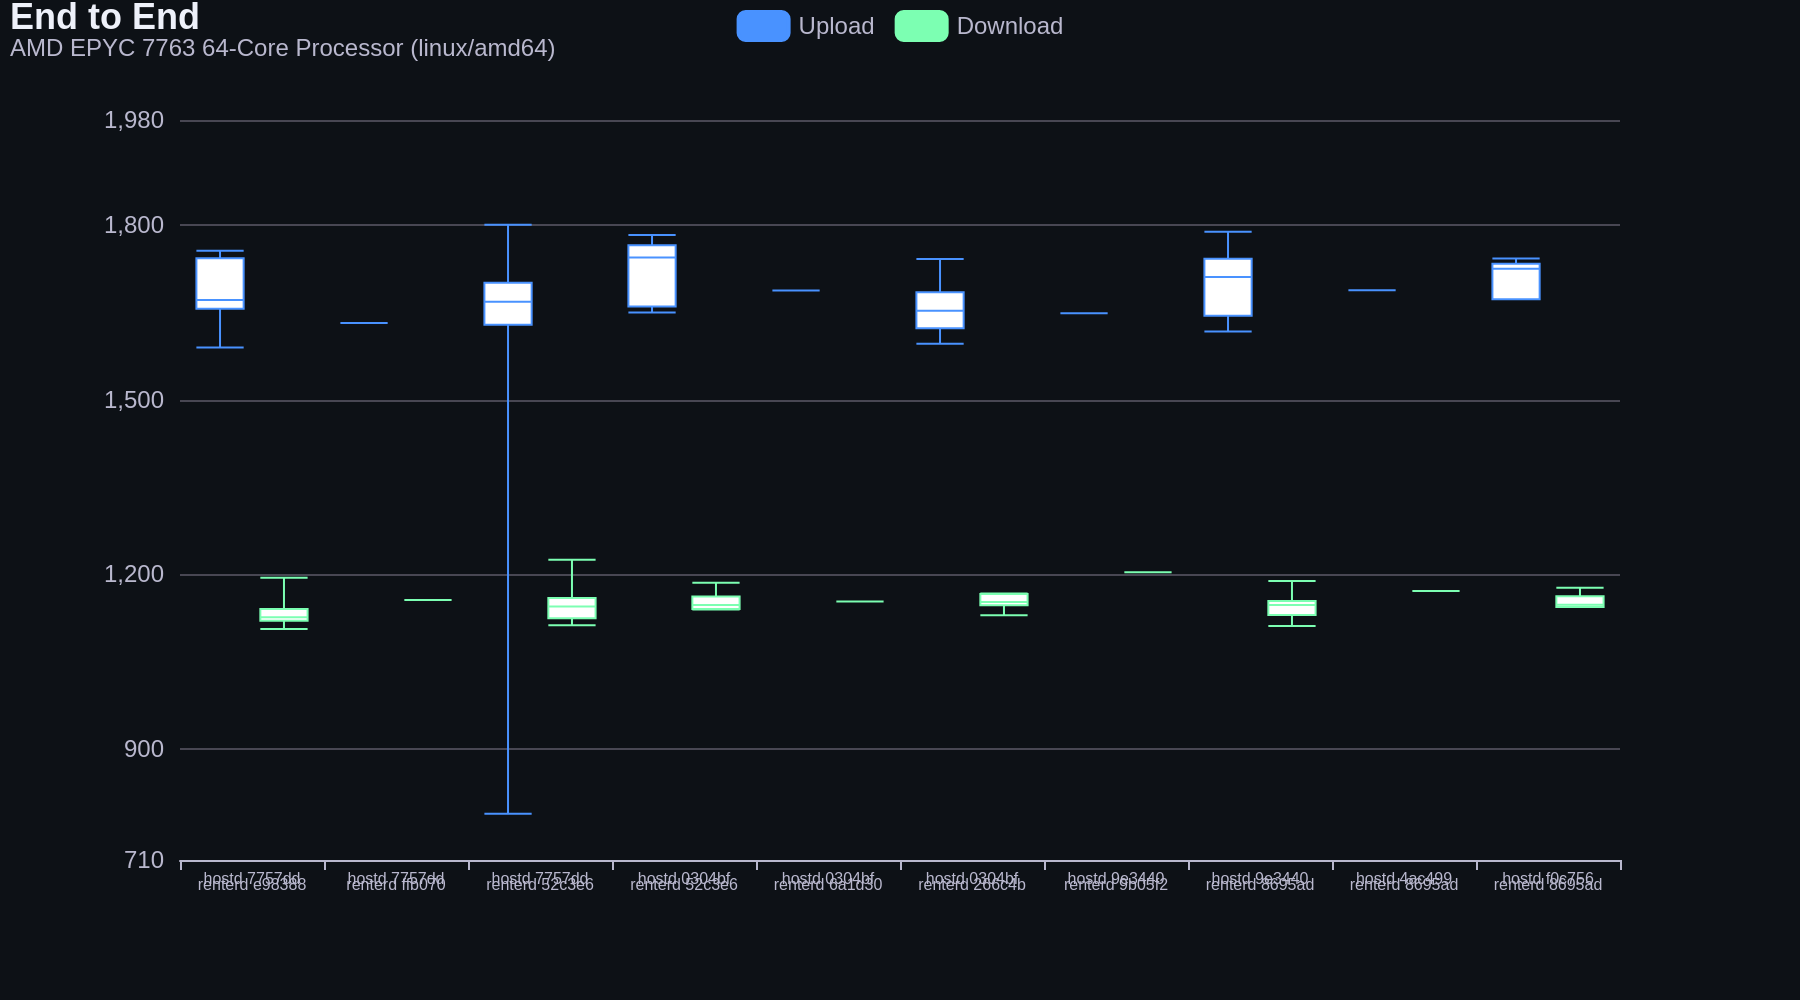 End to End
AMD EPYC 7763 64-Core Processor (linux/amd64)
Upload
Download
1,980
1,800
1,500
1,200
900
710
hostd 7757dd
renterd e98388
hostd 7757dd
renterd
hostd 7757dd
renterd 52c3e6
hostd 0304bf
renterd 52c3e6
hostd 0304bf
renterd 6a1d30
hostd 0304bf
renterd 266c4b
hostd 9e3440
renterd 9b05f2
hostd 9e3440
renterd 8695ad
hostd 4ac499
renterd 8695ad
hostd f0c756
renterd 8695ad